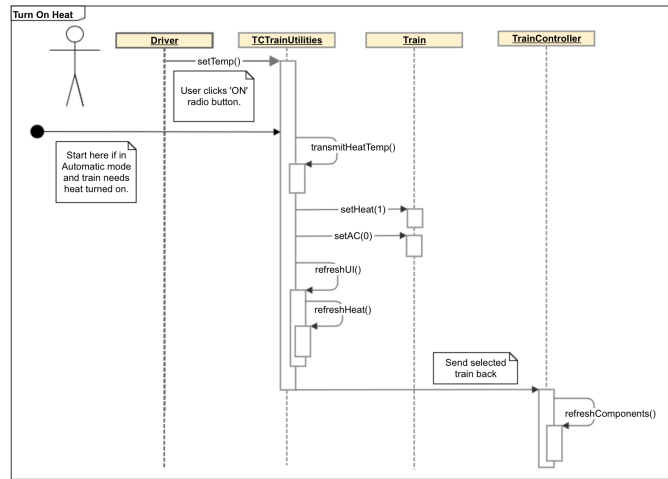 Turn On Heat
Driver
TCTrainUtilities
Train
TrainController
setTemp()
User clicks 'ON'
radio button.
Start here if in
Automatic mode
and train needs
heat turned on.
transmitHeatTemp()
setHeat(1)
setAC(0)
refreshUI()
refreshHeat()
Send selected
train back
refreshComponents()